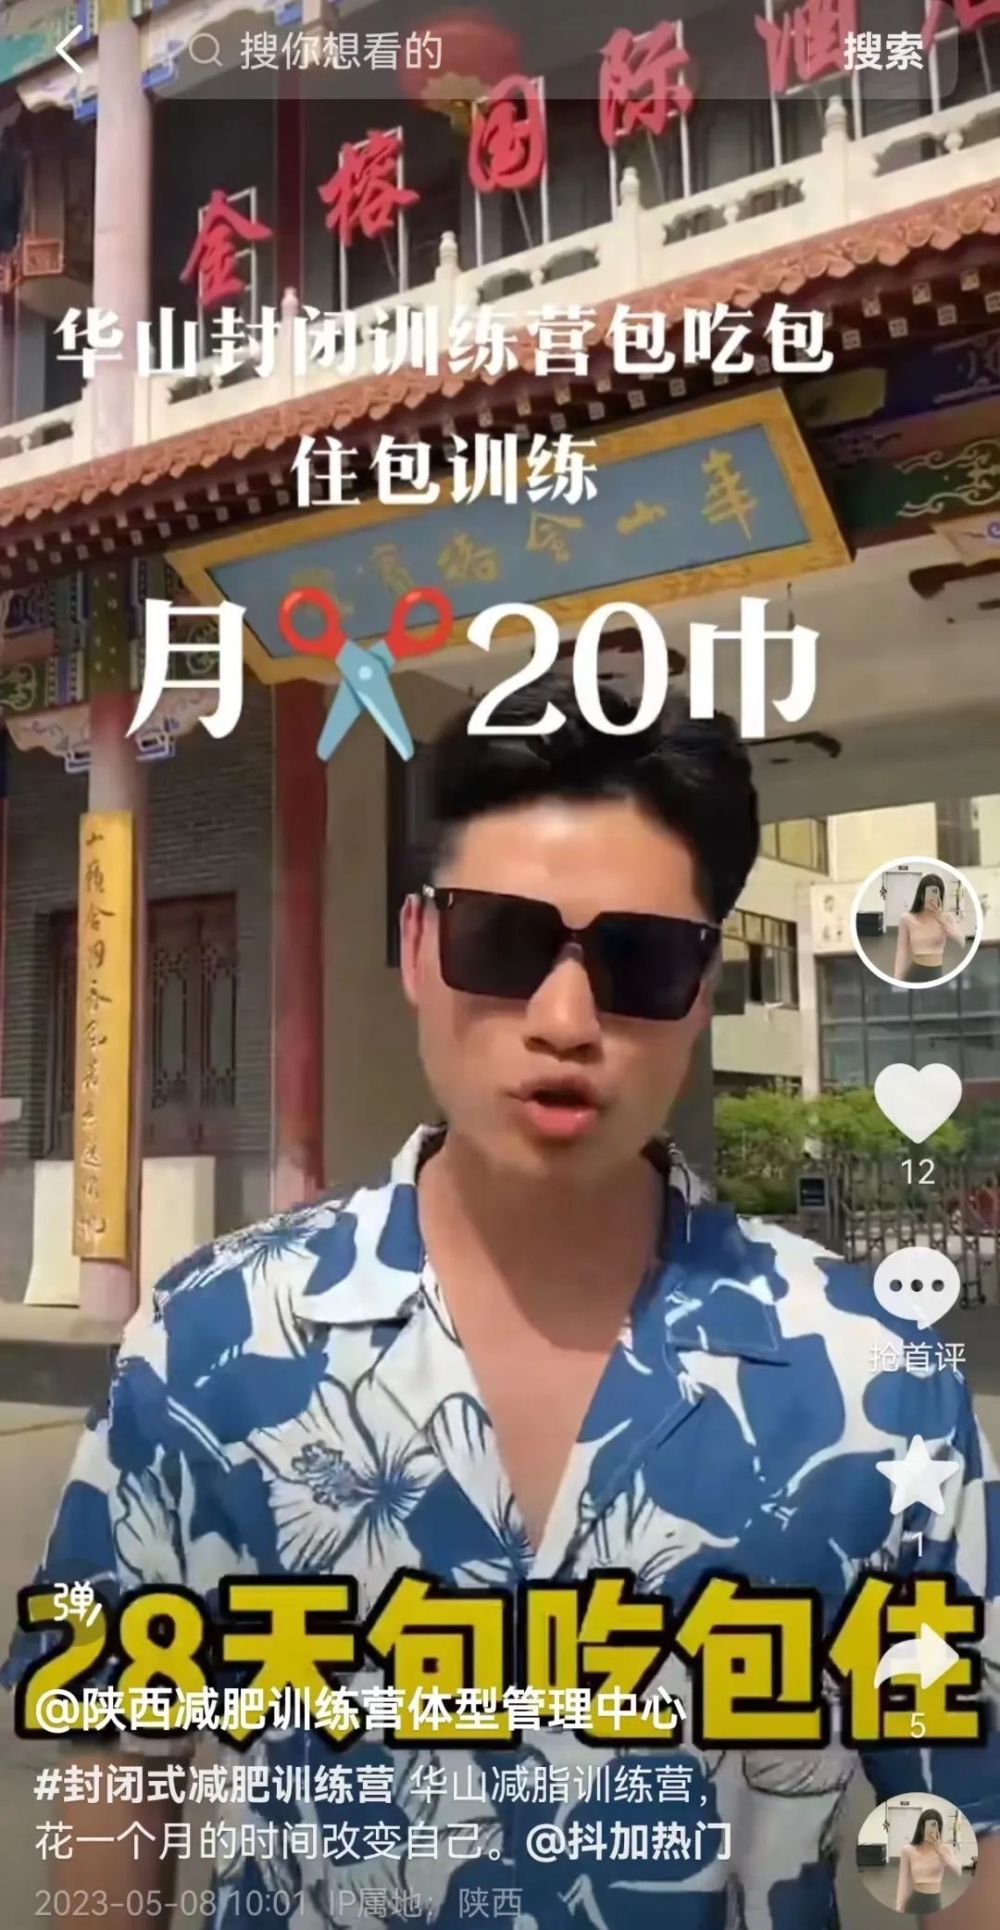 搜你想看的
搜索
金榕国际酒
华山封闭训练营包吃包
住包训练
月✂️20巾
12
抢首评
1
弹
28天包吃包住
@陕西减肥训练营体型管理中心
5
#封闭式减肥训练营 华山减脂训练营，
花一个月的时间改变自己。@抖加热门
2023-05-08 10:01 IP属地：陕西